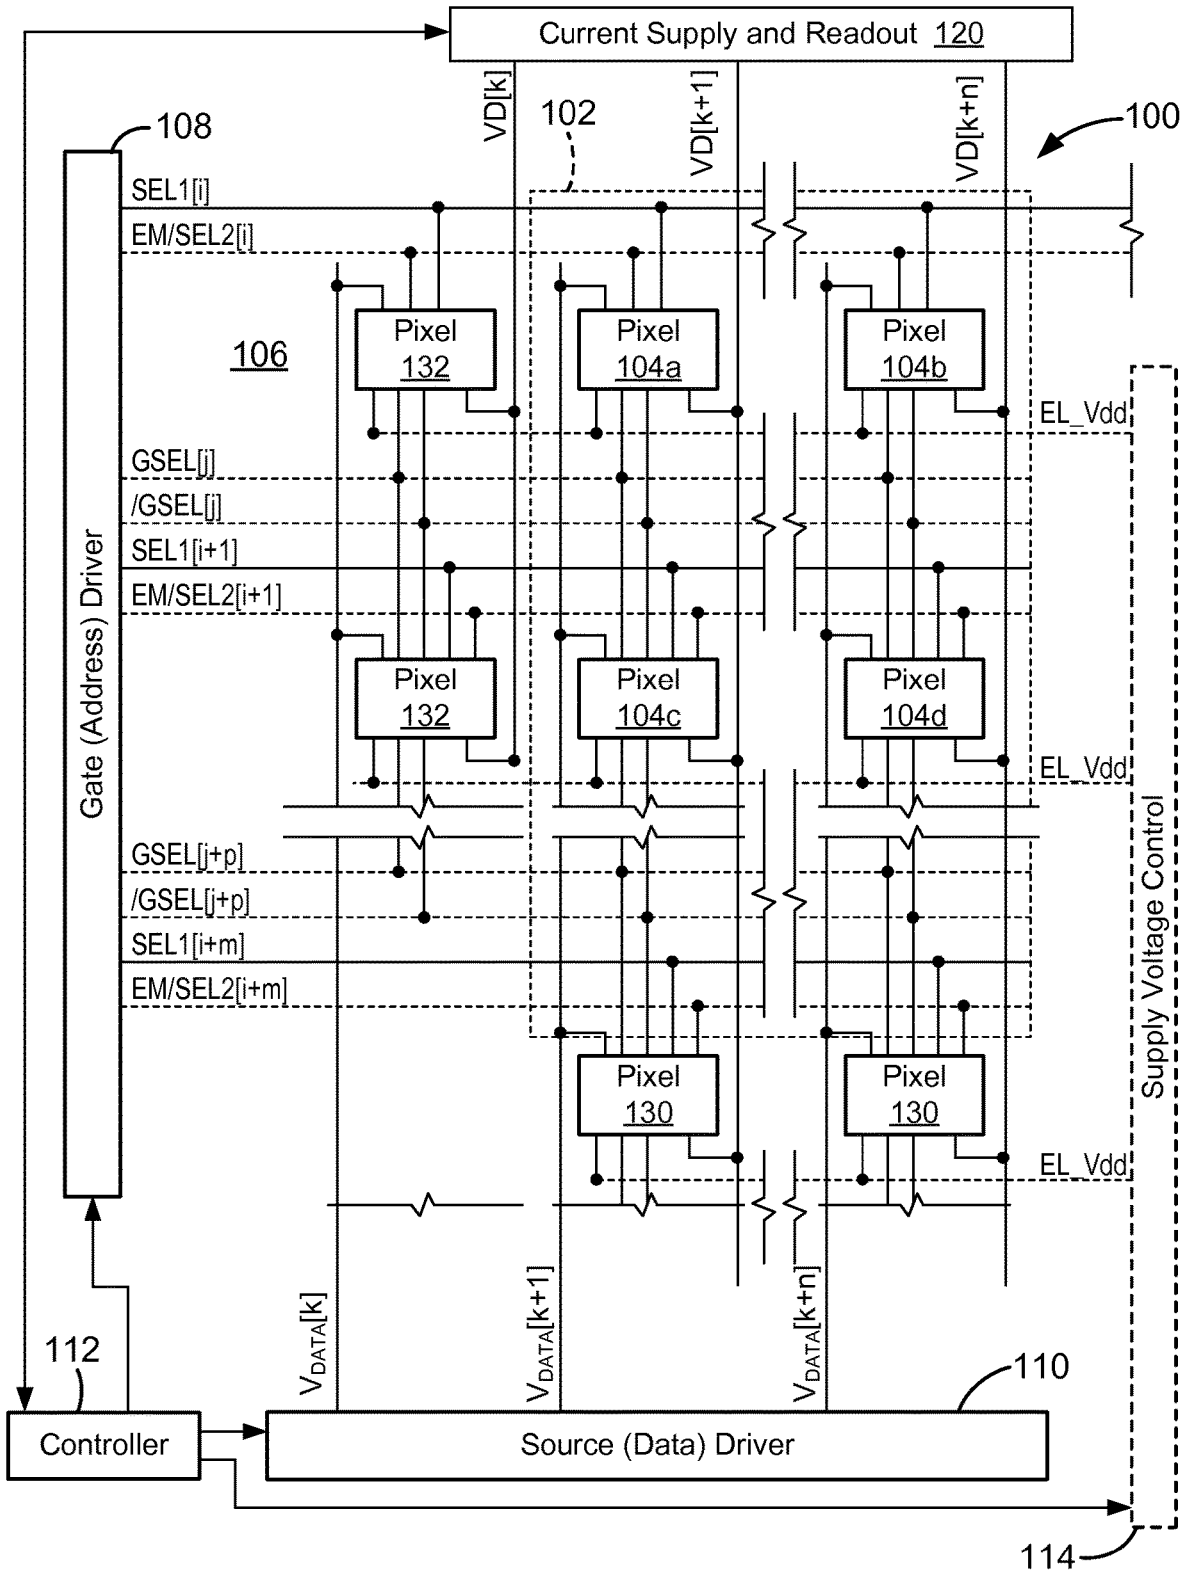 Current Supply and Readout 120
VD[k]
VD[k+1]
VD[k+n]
102
100
108
SEL1[i]
EM/SEL2[i]
Pixel
132
Pixel
104a
Pixel
104b
106
EL_Vdd
GSEL[j]
/GSEL[j]
SEL1[i+1]
EM/SEL2[i+1]
Gate (Address) Driver
Pixel
132
Pixel
104c
Pixel
104d
EL_Vdd
GSEL[j+p]
/GSEL[j+p]
SEL1[i+m]
EM/SEL2[i+m]
Supply Voltage Control
Pixel
130
Pixel
130
EL_Vdd
VDATA[k]
VDATA[k+1]
VDATA[k+n]
112
110
Controller
Source (Data) Driver
114